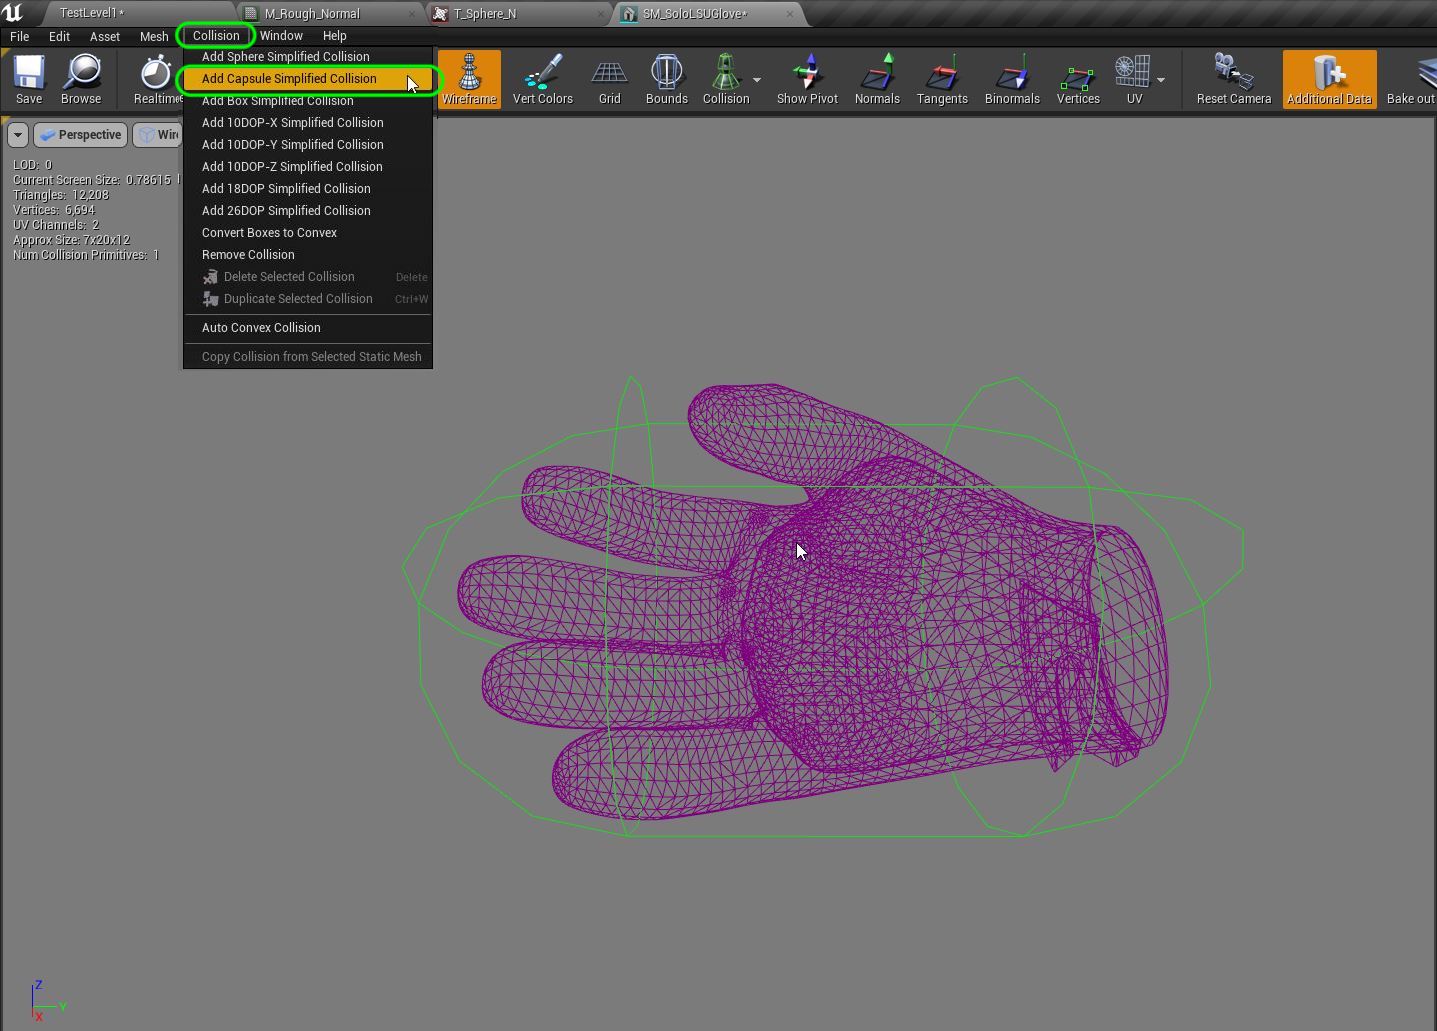 TestLevel1*
M_Rough_Normal
T_Sphere_N
SM_SoloLSUGlove*
File Edit Asset Mesh Collision Window Help
Save Browse Realtime Wireframe Vert Colors Grid Bounds Collision Show Pivot Normals Tangents Binormals Vertices UV Reset Camera Additional Data Bake out
Add Sphere Simplified Collision
Add Capsule Simplified Collision
Add Box Simplified Collision
Add 10DOP-X Simplified Collision
Add 10DOP-Y Simplified Collision
Add 10DOP-Z Simplified Collision
Add 18DOP Simplified Collision
Add 26DOP Simplified Collision
Convert Boxes to Convex
Remove Collision
Delete Selected Collision Delete
Duplicate Selected Collision Ctrl+W
Auto Convex Collision
Copy Collision from Selected Static Mesh
Perspective
LOD: 0
Current Screen Size: 0.78615
Triangles: 12,208
Vertices: 6,694
UV Channels: 2
Approx Size: 7x20x12
Num Collision Primitives: 1
Z
Y
X